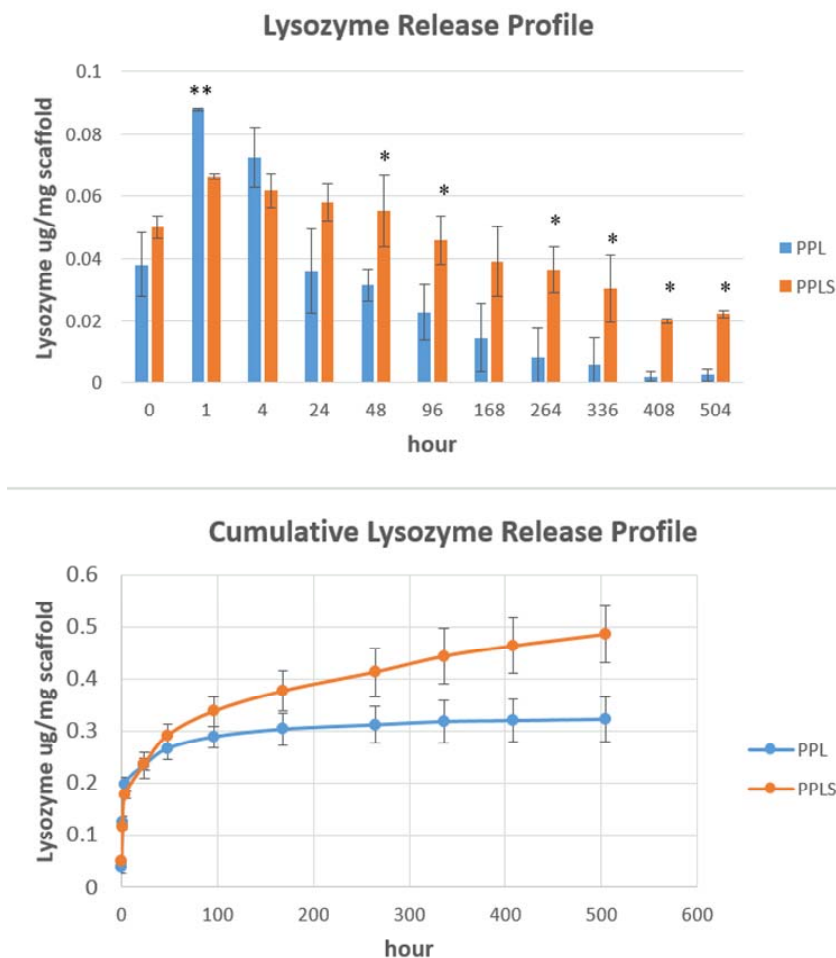 Lysozyme Release Profile
Lysozyme ug/mg scaffold
0.1
0.08
0.06
0.04
0.02
0
**
*
*
*
*
*
*
0 1 4 24 48 96 168 264 336 408 504
hour
PPL
PPLS
Cumulative Lysozyme Release Profile
Lysozyme ug/mg scaffold
0.6
0.5
0.4
0.3
0.2
0.1
0
0 100 200 300 400 500 600
hour
PPL
PPLS